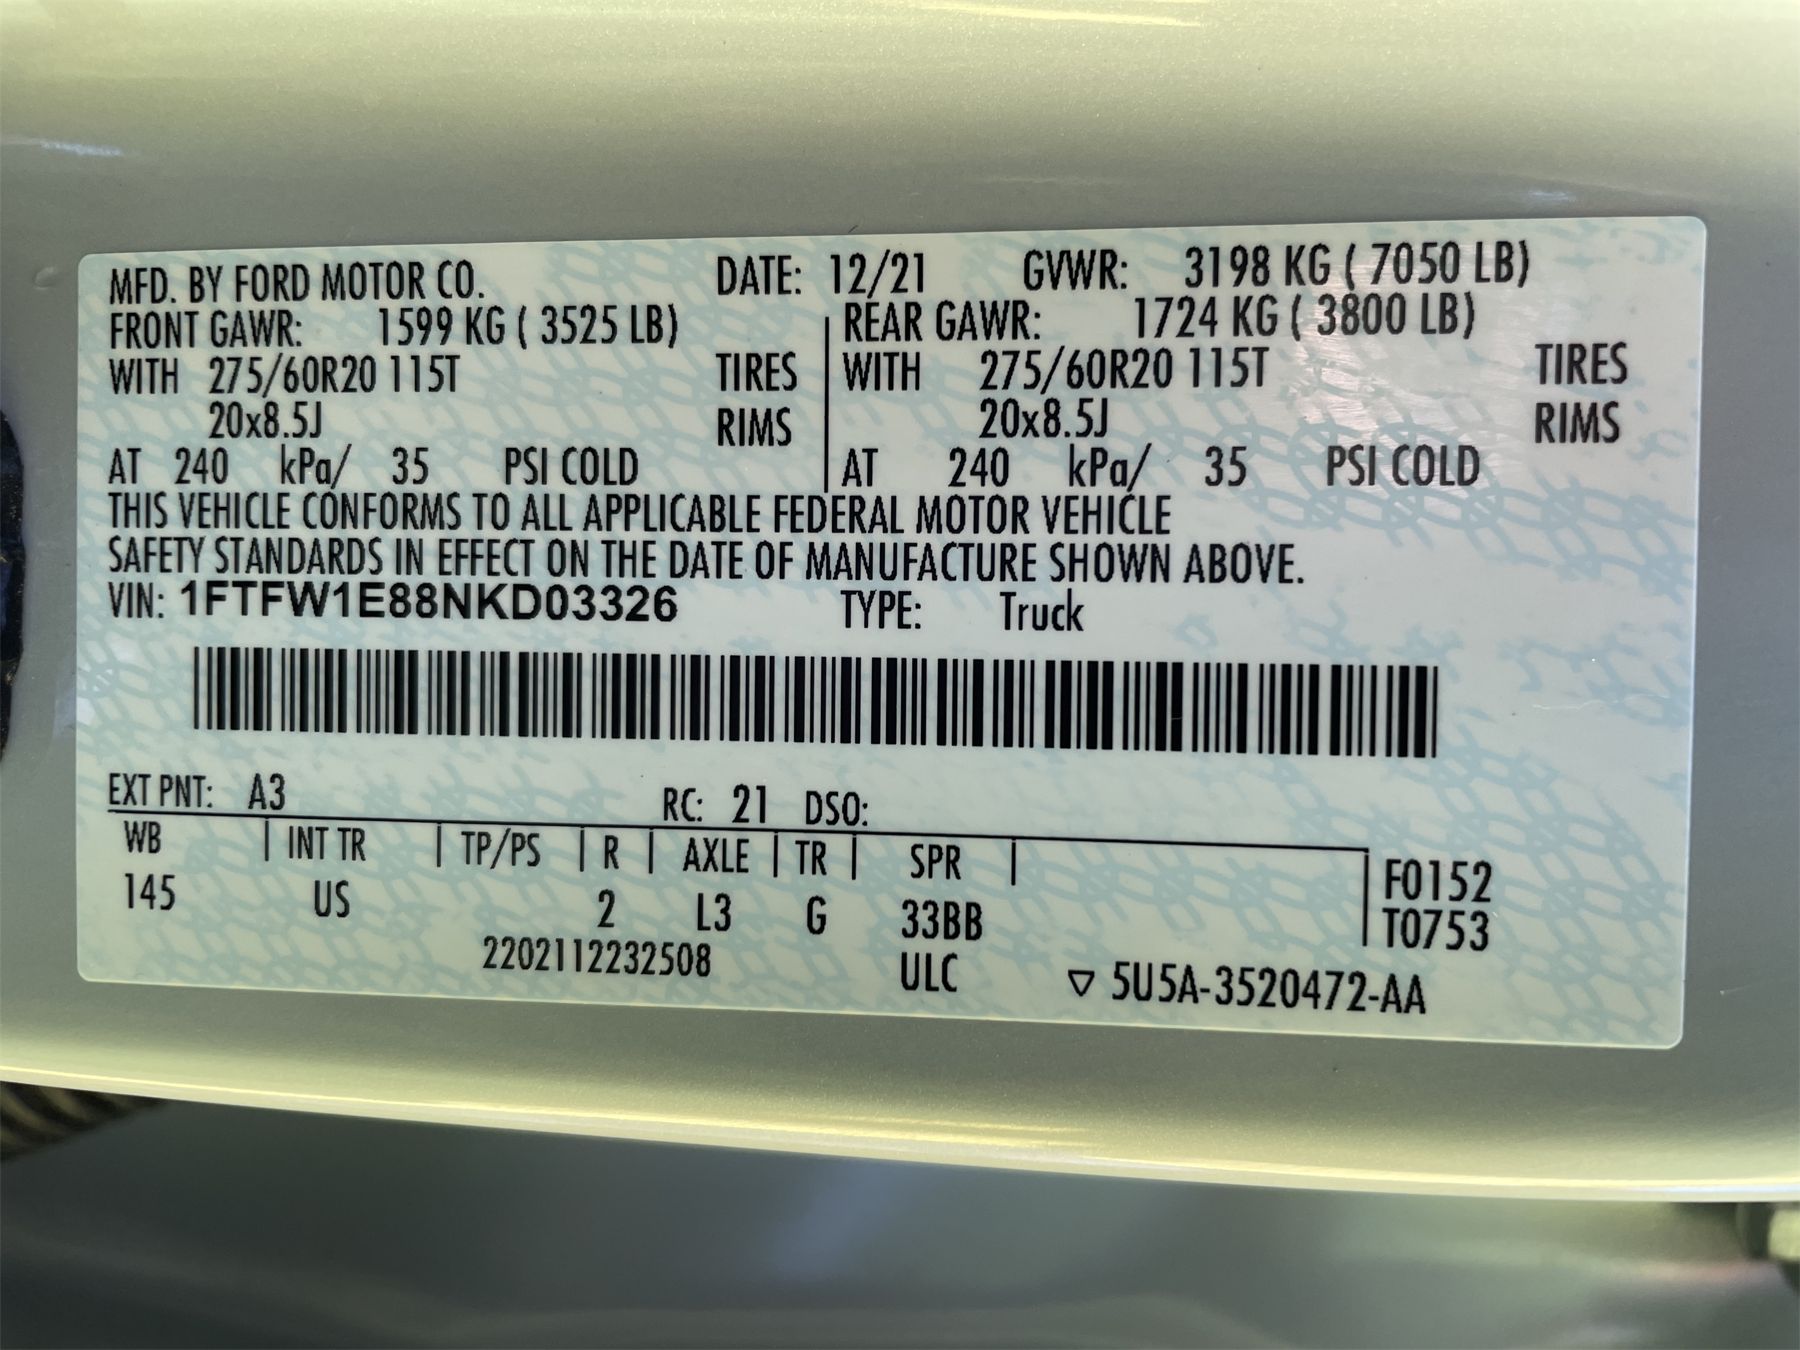 MFD. BY FORD MOTOR CO. DATE: 12/21 GVWR: 3198 KG ( 7050 LB)
FRONT GAWR: 1599 KG ( 3525 LB) REAR GAWR: 1724 KG ( 3800 LB)
WITH 275/60R20 115T TIRES WITH 275/60R20 115T TIRES
20x8.5J RIMS 20x8.5J RIMS
AT 240 kPa/ 35 PSI COLD AT 240 kPa/ 35 PSI COLD
THIS VEHICLE CONFORMS TO ALL APPLICABLE FEDERAL MOTOR VEHICLE
SAFETY STANDARDS IN EFFECT ON THE DATE OF MANUFACTURE SHOWN ABOVE.
VIN: 1FTFW1E88NKD03326 TYPE: Truck
EXT PNT: A3 RC: 21 DSO:
WB INT TR TP/PS R AXLE TR SPR F0152
145 US 2 L3 G 33BB T0753
2202112232508 ULC ▽ 5U5A-3520472-AA